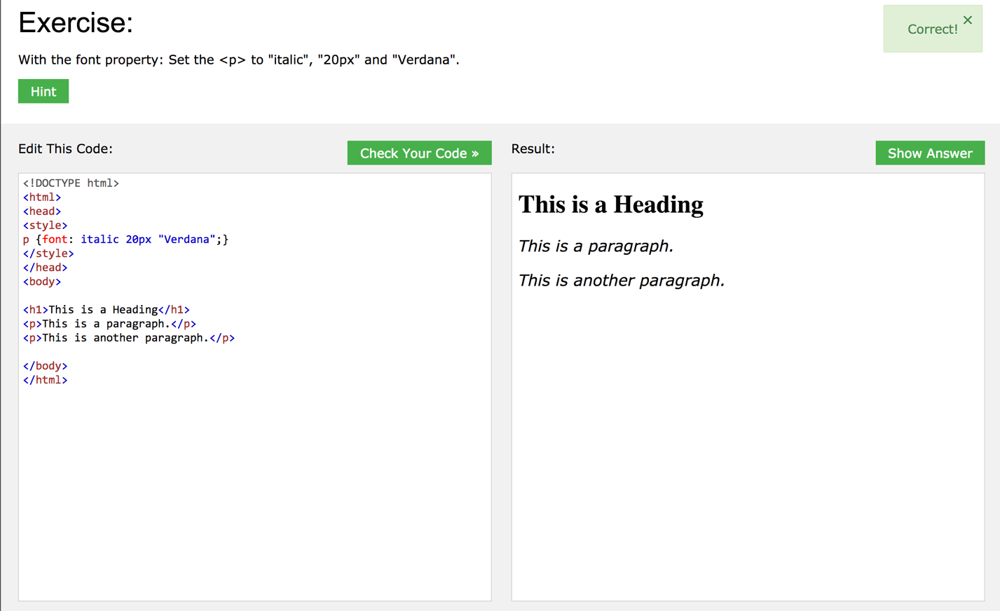 Exercise:
Correct! ×
With the font property: Set the <p> to "italic", "20px" and "Verdana".
Hint
Edit This Code:
Check Your Code »
<!DOCTYPE html>
<html>
<head>
<style>
p {font: italic 20px "Verdana";}
</style>
</head>
<body>
<h1>This is a Heading</h1>
<p>This is a paragraph.</p>
<p>This is another paragraph.</p>
</body>
</html>
Result:
Show Answer
This is a Heading
This is a paragraph.
This is another paragraph.